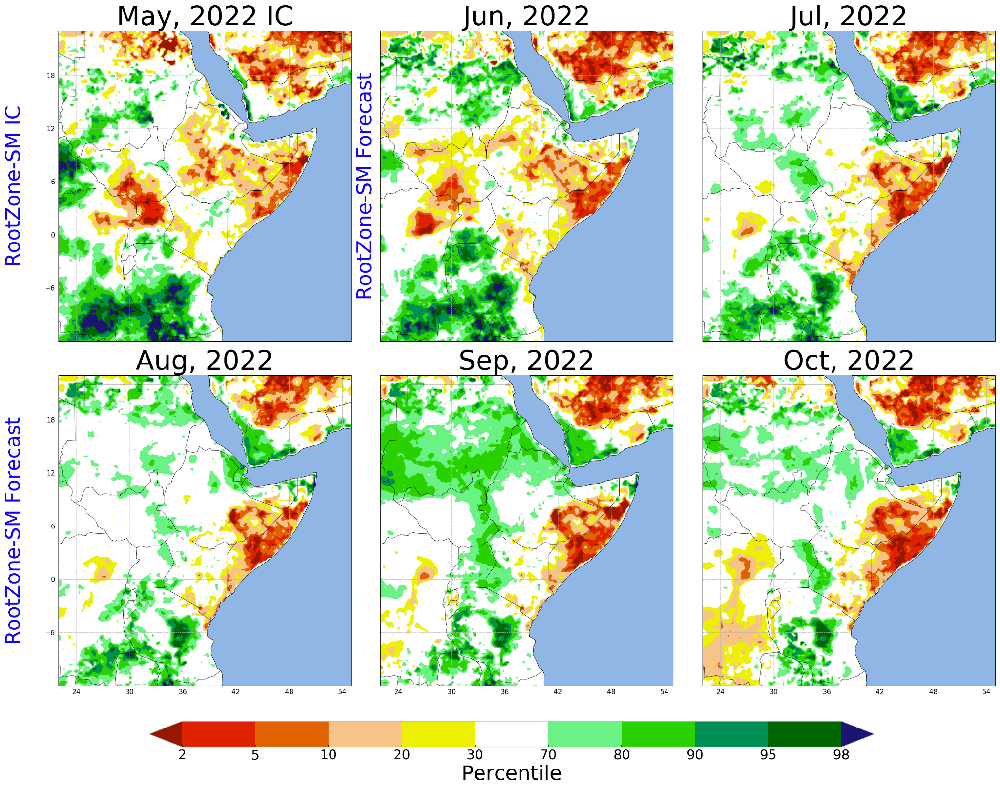 May, 2022 IC
Jun, 2022
Jul, 2022
RootZone-SM IC
18
12
6
0
−6
RootZone-SM Forecast
Aug, 2022
Sep, 2022
Oct, 2022
RootZone-SM Forecast
18
12
6
0
−6
24 30 36 42 48 54
24 30 36 42 48 54
24 30 36 42 48 54
2 5 10 20 30 70 80 90 95 98
Percentile